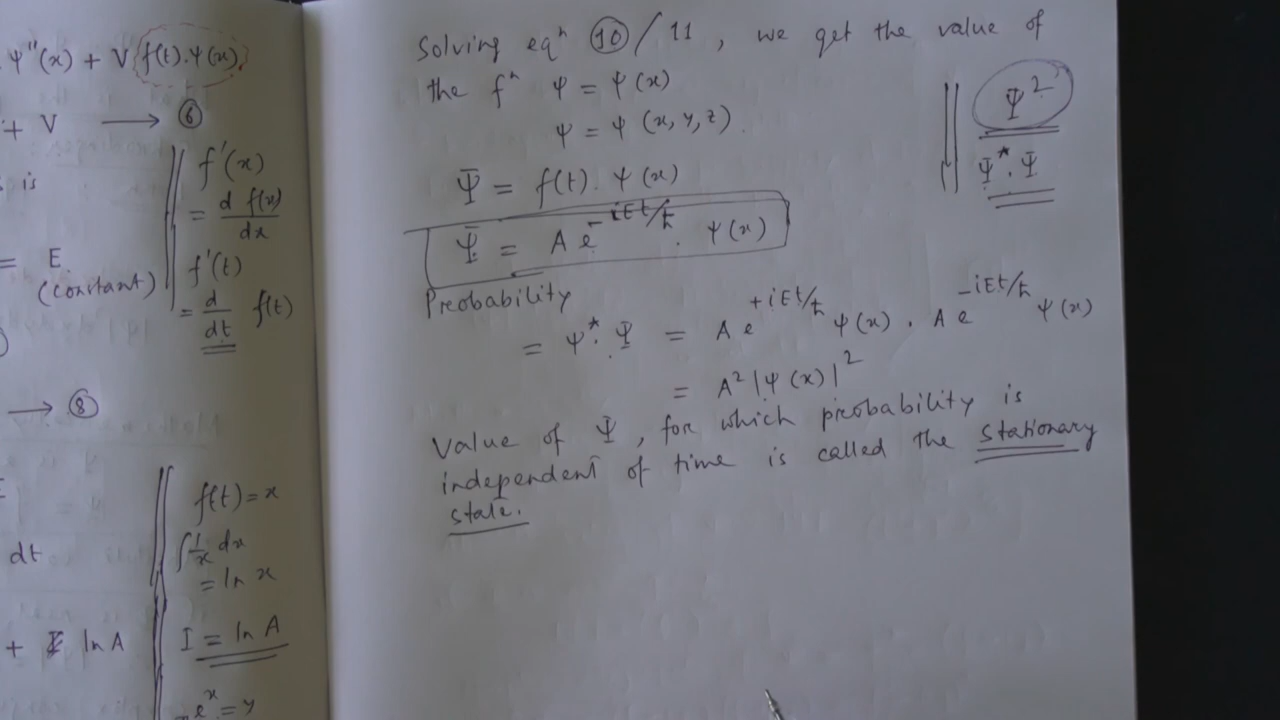 ψ''(x) + V f(t).ψ(x)
+ V ⟶ ⑥
is
f'(x)
= d f(x)/dx
= E
(constant)
f'(t)
= d/dt f(t)
⟶ ⑧
f(t) = x
dt
∫ 1/x dx
= ln x
+ ln A
I = ln A
e^x = y
Solving eqⁿ ⑩/11, we get the value of
the fⁿ ψ = ψ(x)
ψ = ψ (x, y, z).
Ψ²
Ψ*.Ψ
Ψ = f(t). ψ(x)
Ψ = A e^-iEt/ħ . ψ(x)
Probability
= Ψ*.Ψ = A e^+iEt/ħ ψ(x) . A e^-iEt/ħ ψ(x)
= A² |ψ(x)|²
Value of Ψ, for which probability is
independent of time is called the stationary
state.